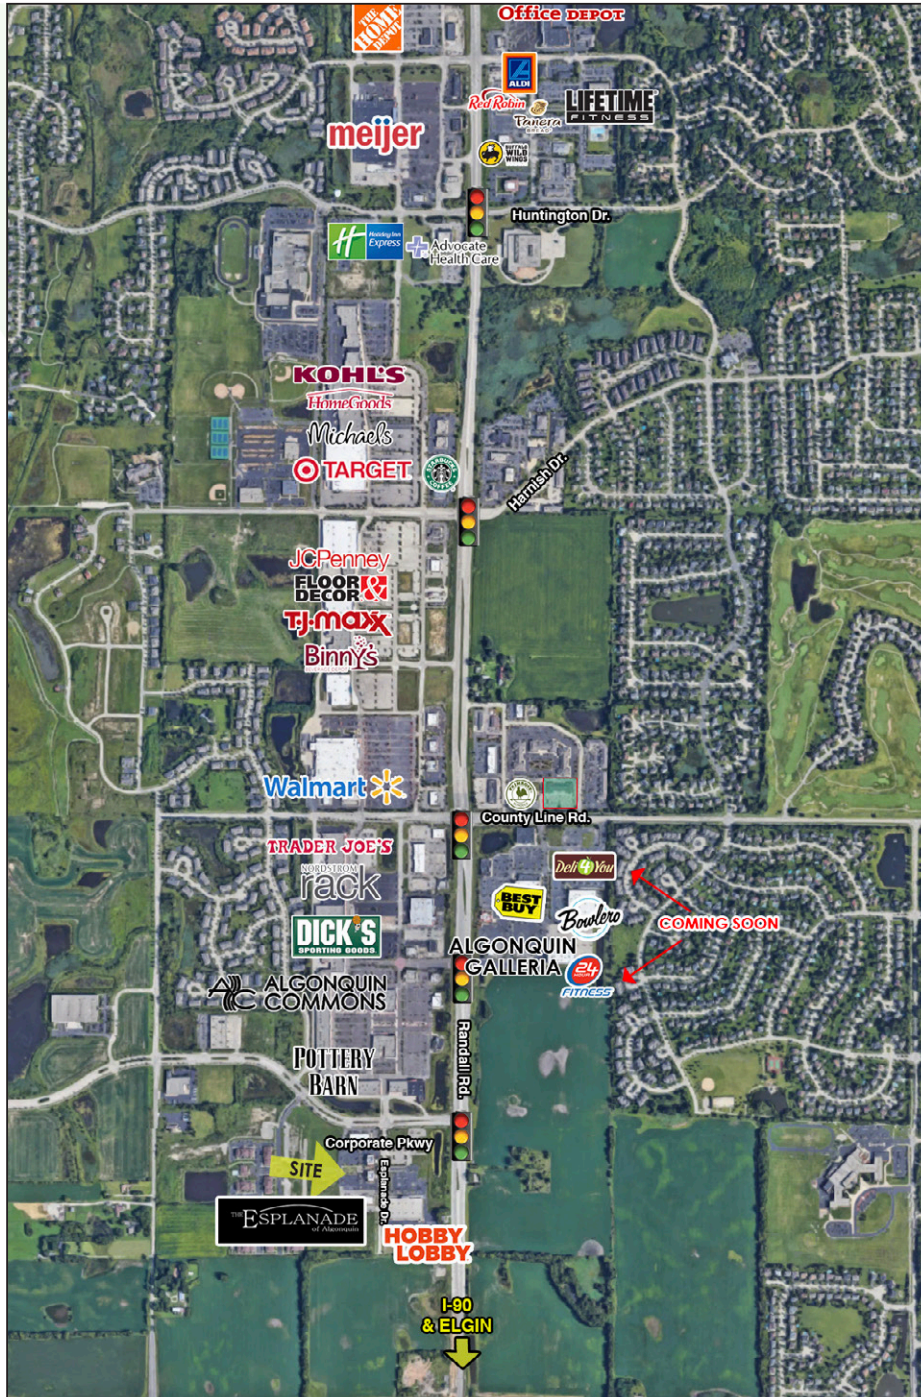 THE
HOME
DEPOT
Office DEPOT
ALDI
Red Robin
Panera
BREAD
LIFETIME
FITNESS
meijer
BUFFALO
WILD
WINGS
Huntington Dr.
H
Holiday Inn
Express
Advocate
Health Care
KOHL'S
HomeGoods
Michaels
TARGET
STARBUCKS
COFFEE
Harnish Dr.
JCPenney
FLOOR
DECOR &
T.J.maxx
Binny's
Walmart
County Line Rd.
TRADER JOE'S
NORDSTROM
rack
Deli 4 You
BEST
BUY
Bowlero
COMING SOON
DICK'S
SPORTING GOODS
ALGONQUIN
GALLERIA
24
HOUR
FITNESS
AC ALGONQUIN
COMMONS
Randall Rd.
POTTERY
BARN
Corporate Pkwy
SITE
Esplanade Dr.
THE ESPLANADE
of Algonquin
HOBBY
LOBBY
I-90
& ELGIN